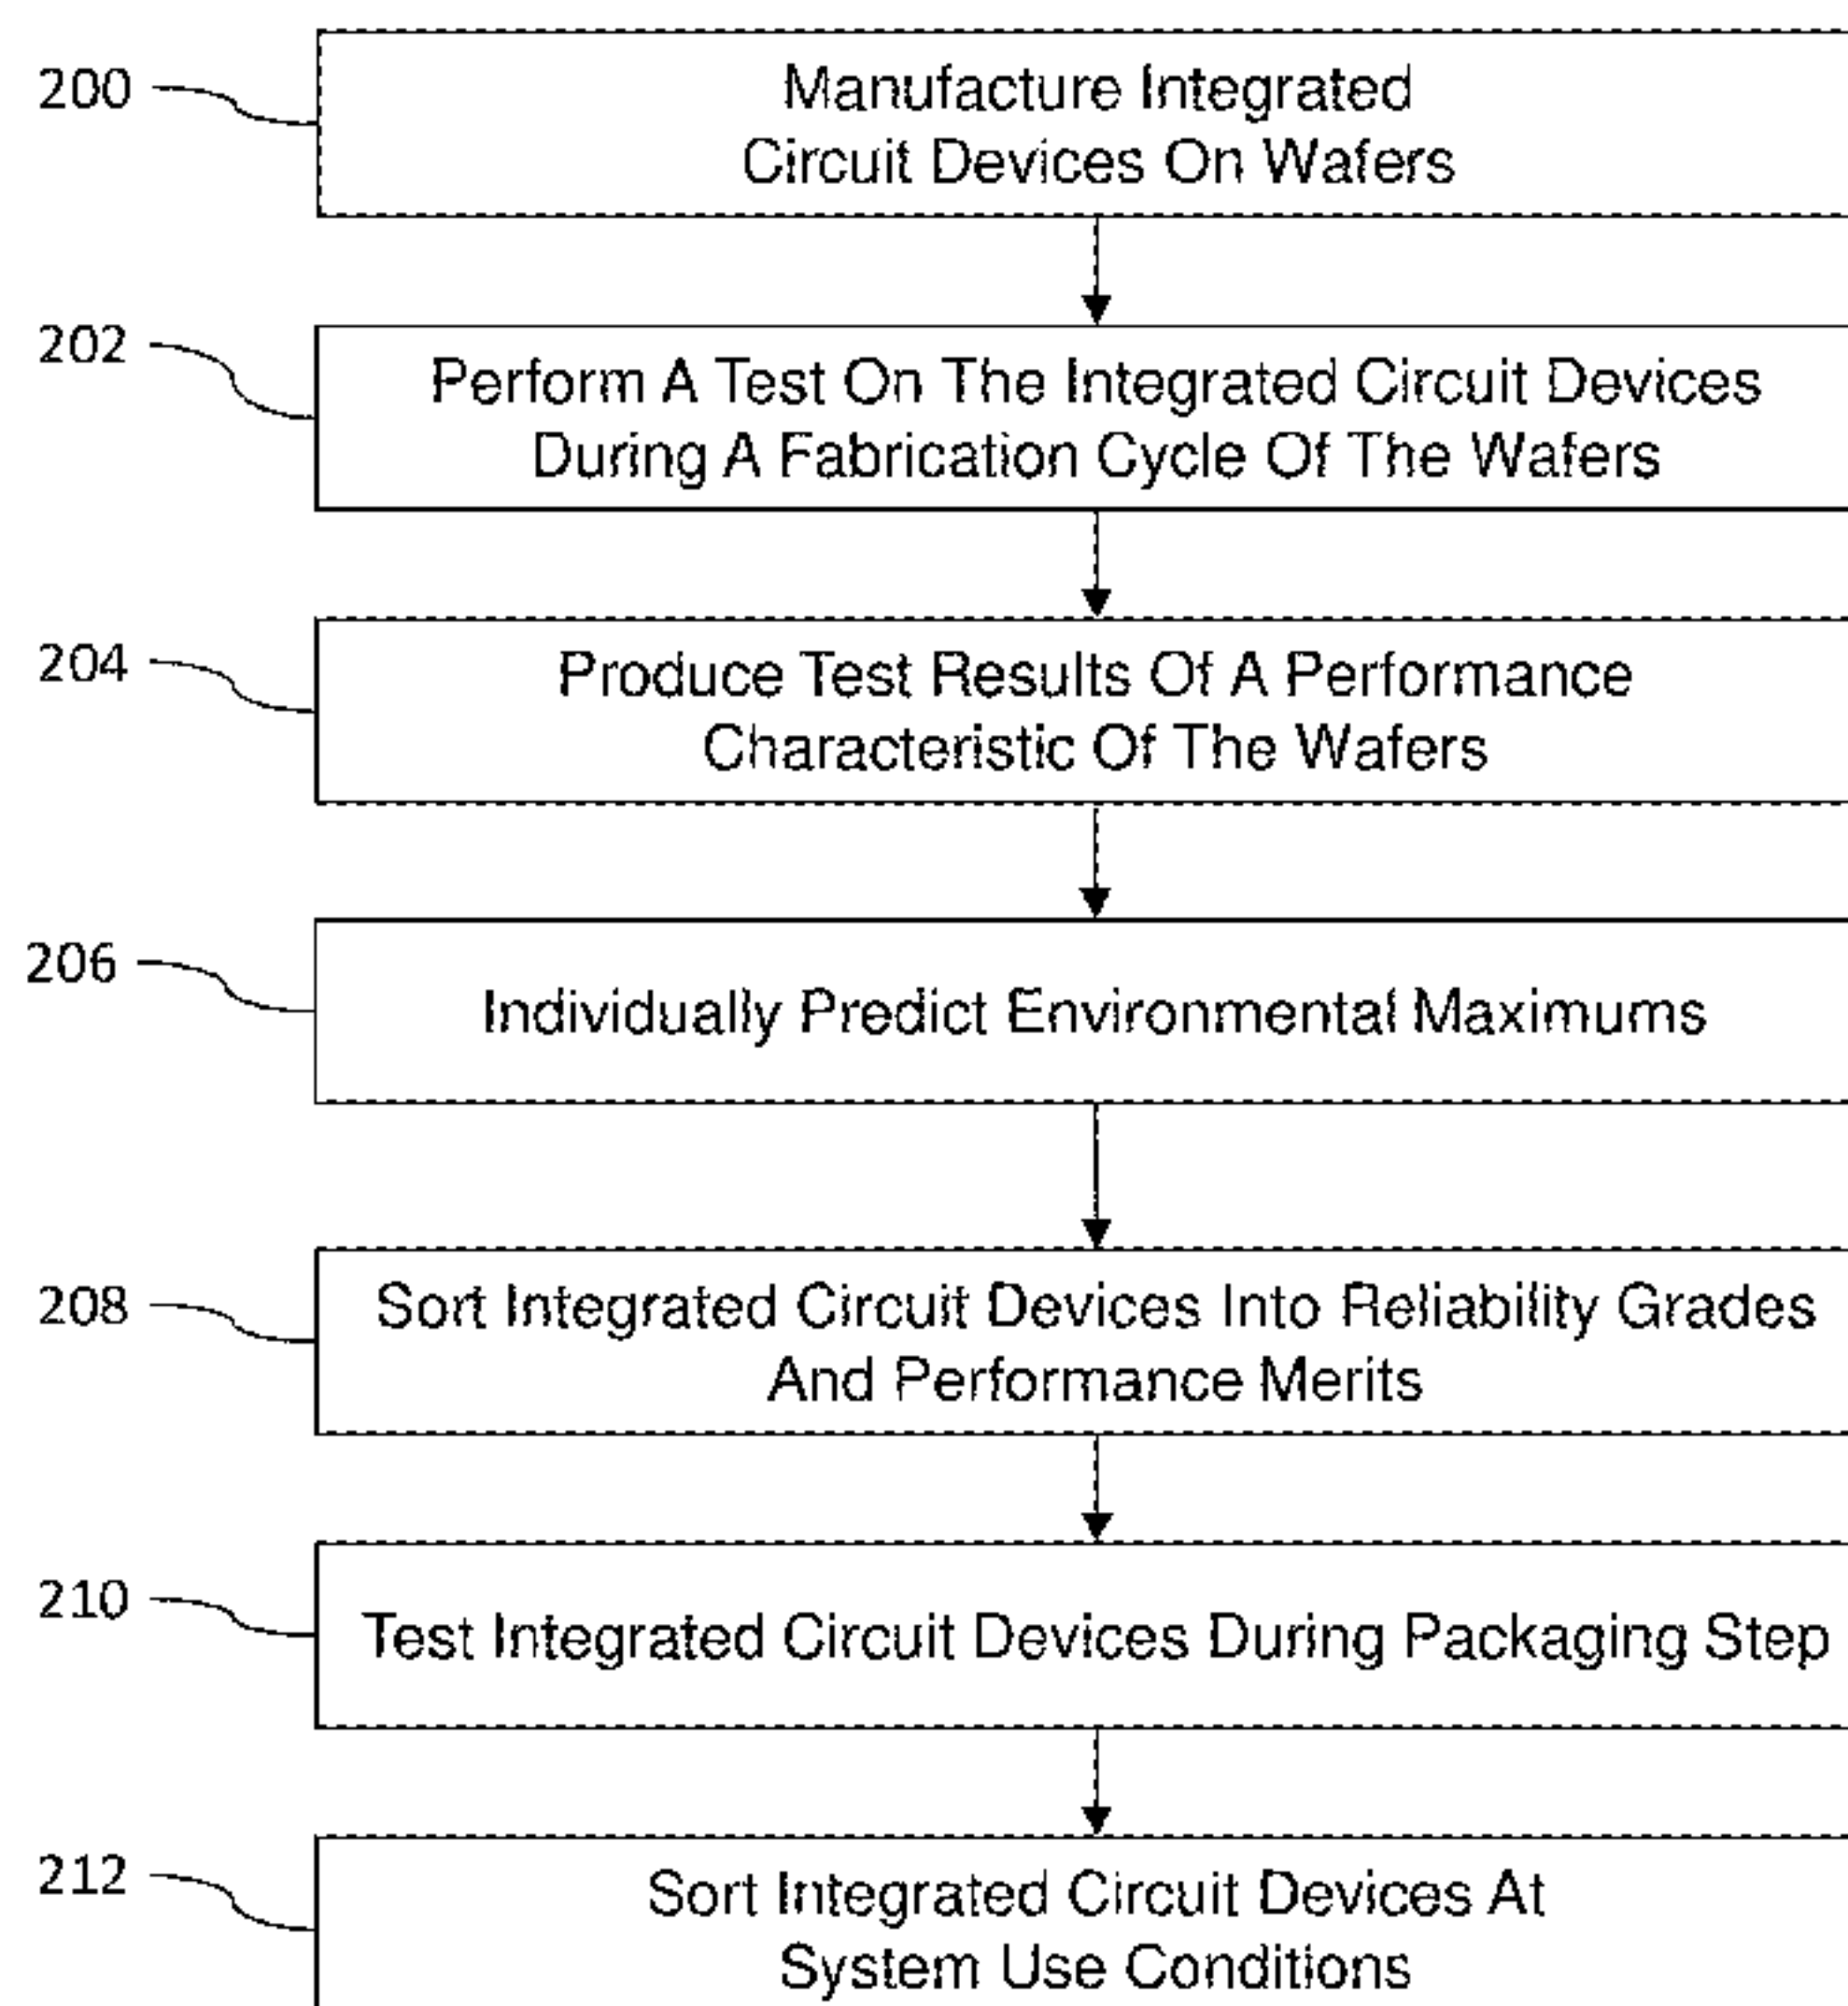 200
Manufacture Integrated
Circuit Devices On Wafers
202
Perform A Test On The Integrated Circuit Devices
During A Fabrication Cycle Of The Wafers
204
Produce Test Results Of A Performance
Characteristic Of The Wafers
206
Individually Predict Environmental Maximums
208
Sort Integrated Circuit Devices Into Reliability Grades
And Performance Merits
210
Test Integrated Circuit Devices During Packaging Step
212
Sort Integrated Circuit Devices At
System Use Conditions